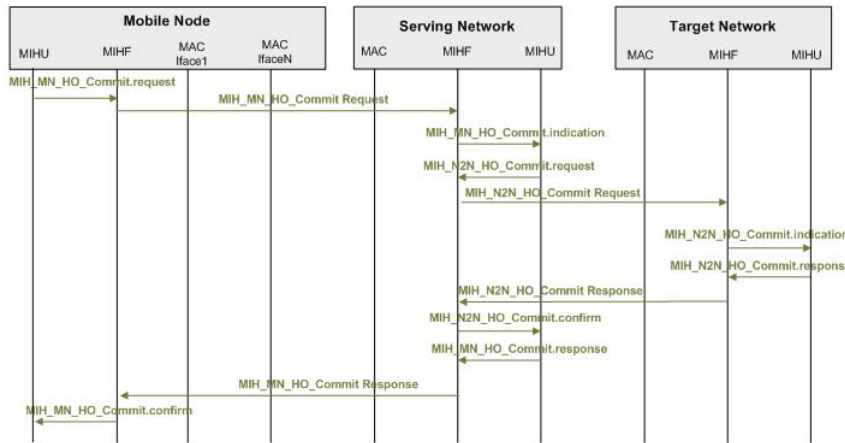 Mobile Node
Serving Network
Target Network
MIHU
MIHF
MAC
Iface1
MAC
IfaceN
MAC
MIHF
MIHU
MAC
MIHF
MIHU
MIH_MN_HO_Commit.request
MIH_MN_HO_Commit Request
MIH_MN_HO_Commit.indication
MIH_N2N_HO_Commit.request
MIH_N2N_HO_Commit Request
MIH_N2N_HO_Commit.indication
MIH_N2N_HO_Commit.respons
MIH_N2N_HO_Commit Response
MIH_N2N_HO_Commit.confirm
MIH_MN_HO_Commit.response
MIH_MN_HO_Commit Response
MIH_MN_HO_Commit.confirm